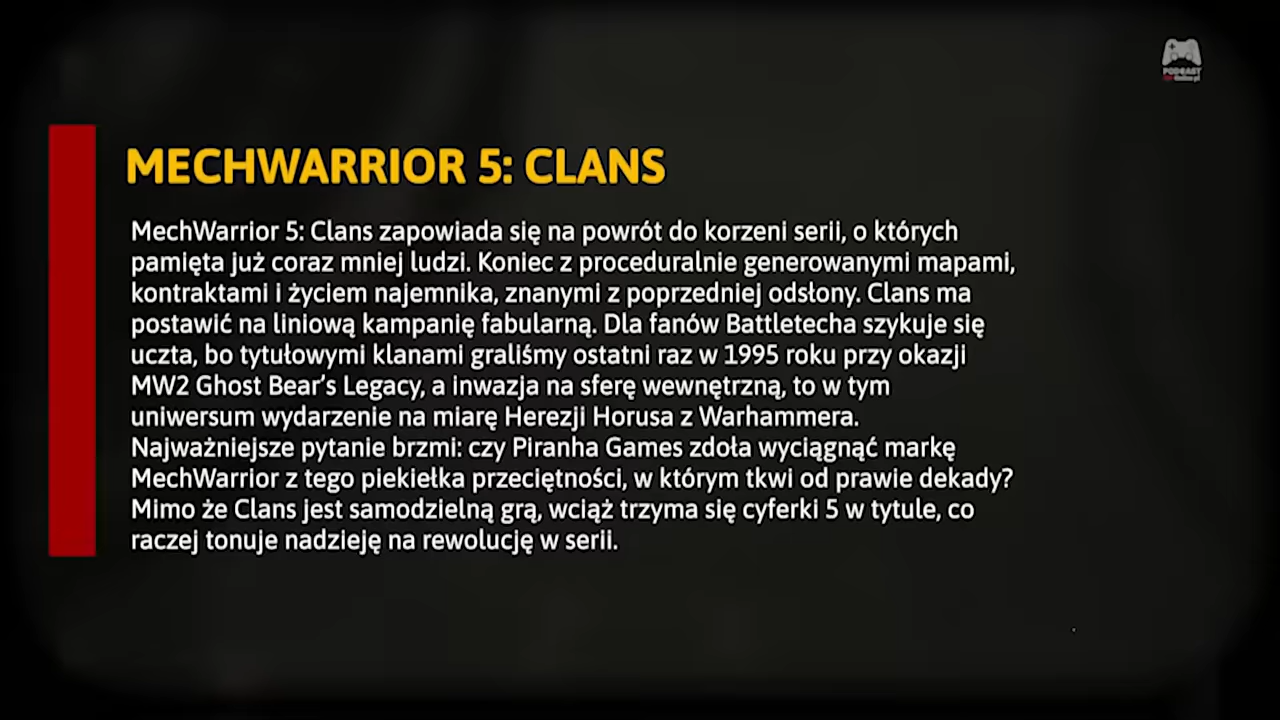 PODCAST
MECHWARRIOR 5: CLANS
MechWarrior 5: Clans zapowiada się na powrót do korzeni serii, o których
pamięta już coraz mniej ludzi. Koniec z proceduralnie generowanymi mapami,
kontraktami i życiem najemnika, znanymi z poprzedniej odsłony. Clans ma
postawić na liniową kampanię fabularną. Dla fanów Battletecha szykuje się
uczta, bo tytułowymi klanami graliśmy ostatni raz w 1995 roku przy okazji
MW2 Ghost Bear's Legacy, a inwazja na sferę wewnętrzną, to w tym
uniwersum wydarzenie na miarę Herezji Horusa z Warhammera.
Najważniejsze pytanie brzmi: czy Piranha Games zdoła wyciągnąć markę
MechWarrior z tego piekiełka przeciętności, w którym tkwi od prawie dekady?
Mimo że Clans jest samodzielną grą, wciąż trzyma się cyferki 5 w tytule, co
raczej tonuje nadzieję na rewolucję w serii.